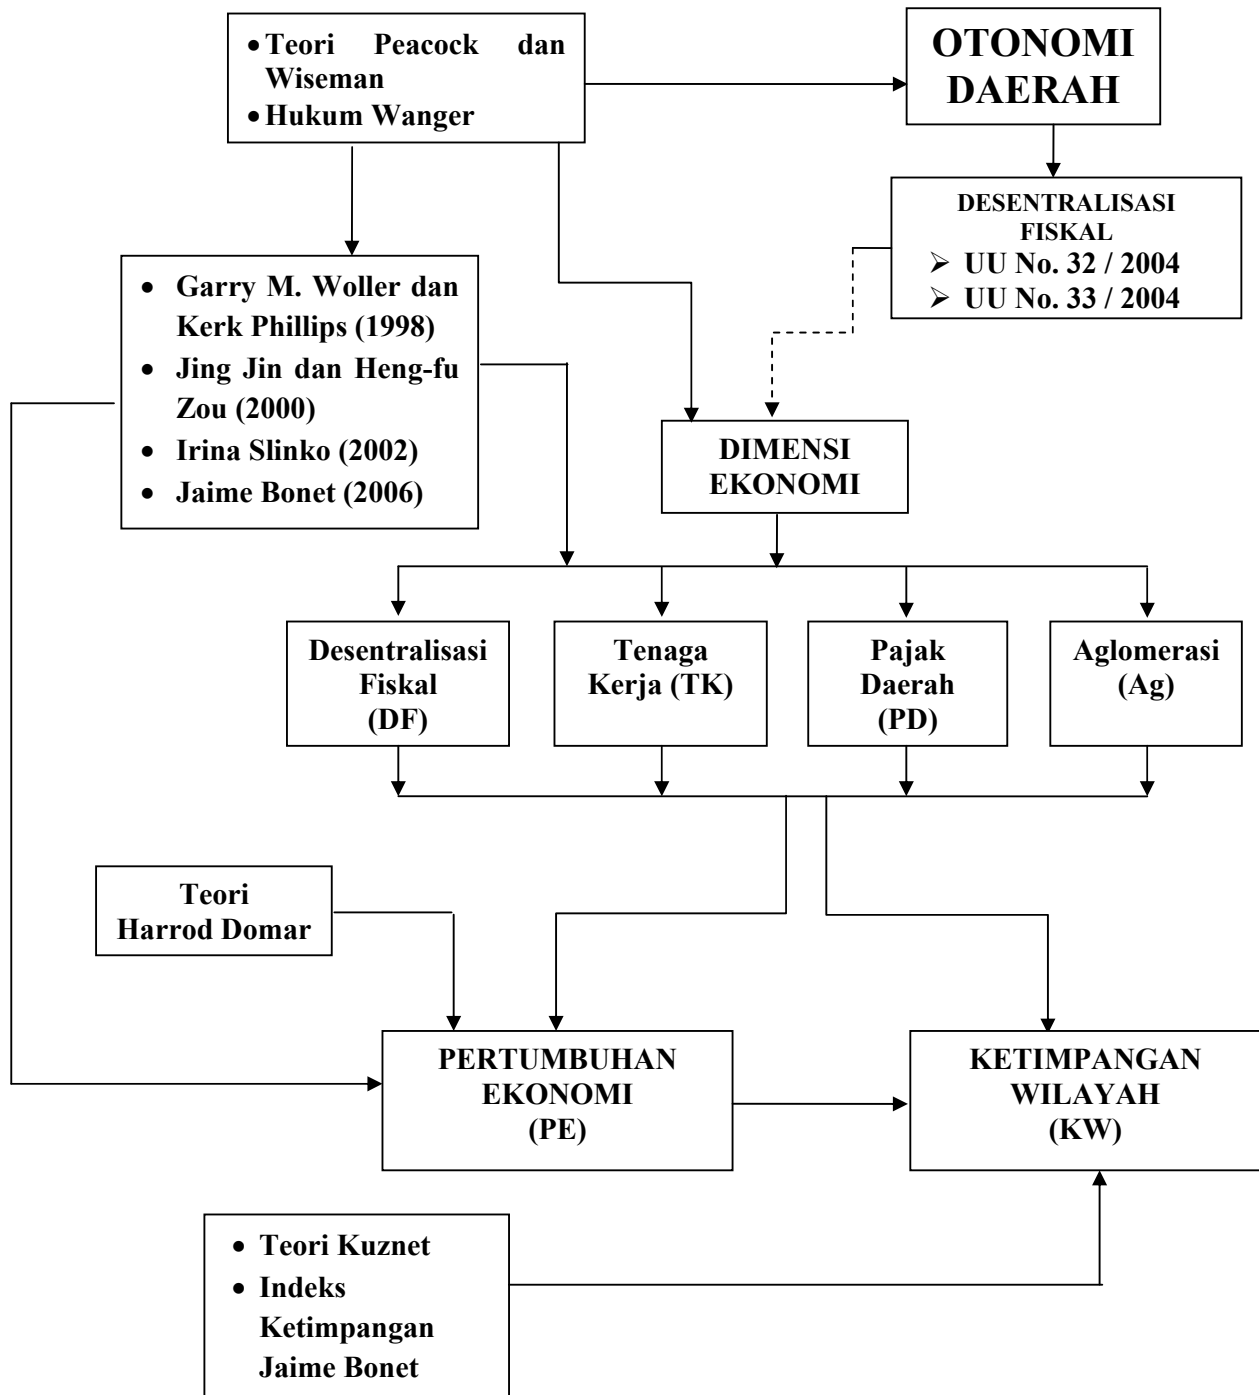 • Teori Peacock dan
Wiseman
• Hukum Wanger
OTONOMI
DAERAH
DESENTRALISASI
FISKAL
➢ UU No. 32 / 2004
➢ UU No. 33 / 2004
• Garry M. Woller dan
Kerk Phillips (1998)
• Jing Jin dan Heng-fu
Zou (2000)
• Irina Slinko (2002)
• Jaime Bonet (2006)
DIMENSI
EKONOMI
Desentralisasi
Fiskal
(DF)
Tenaga
Kerja (TK)
Pajak
Daerah
(PD)
Aglomerasi
(Ag)
Teori
Harrod Domar
PERTUMBUHAN
EKONOMI
(PE)
KETIMPANGAN
WILAYAH
(KW)
• Teori Kuznet
• Indeks
Ketimpangan
Jaime Bonet